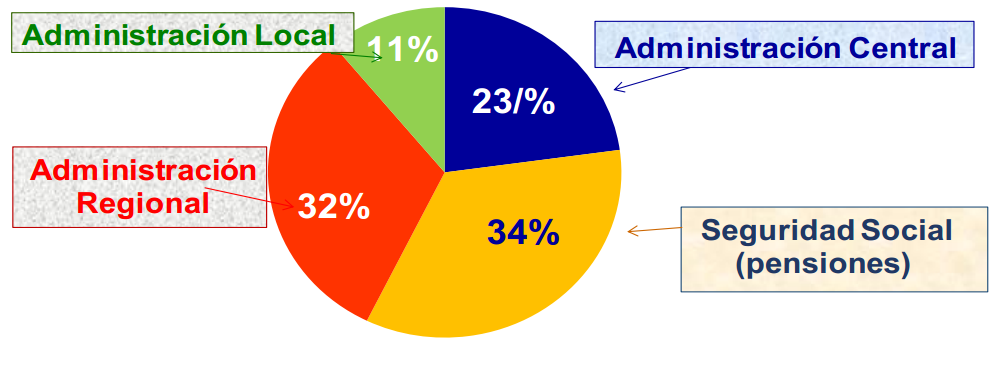 Administración Local
11%
Administración Central
23/%
Administración
Regional
32%
34%
Seguridad Social
(pensiones)